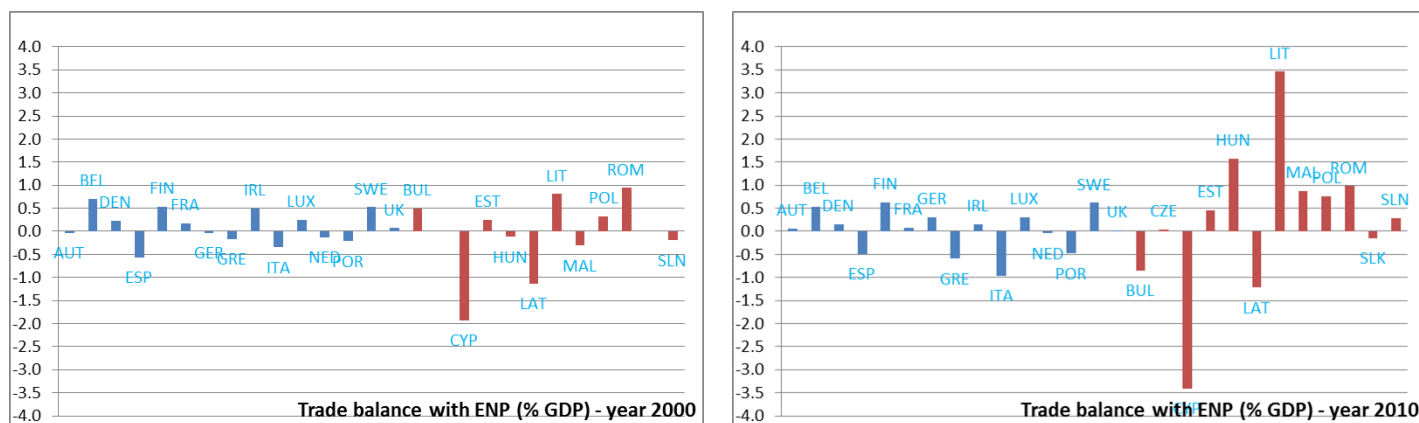 4.0
3.5
3.0
2.5
2.0
1.5
1.0
0.5
0.0
-0.5
-1.0
-1.5
-2.0
-2.5
-3.0
-3.5
-4.0
AUT
BEL
DEN
ESP
FIN
FRA
GER
GRE
IRL
ITA
LUX
NED
POR
SWE
UK
BUL
CYP
EST
HUN
LAT
LIT
MAL
POL
ROM
SLN
Trade balance with ENP (% GDP) - year 2000
4.0
3.5
3.0
2.5
2.0
1.5
1.0
0.5
0.0
-0.5
-1.0
-1.5
-2.0
-2.5
-3.0
-3.5
-4.0
AUT
BEL
DEN
ESP
FIN
FRA
GER
GRE
IRL
ITA
LUX
NED
POR
SWE
UK
BUL
CZE
CYP
EST
HUN
LAT
LIT
MAL
POL
ROM
SLK
SLN
Trade balance with ENP (% GDP) - year 2010